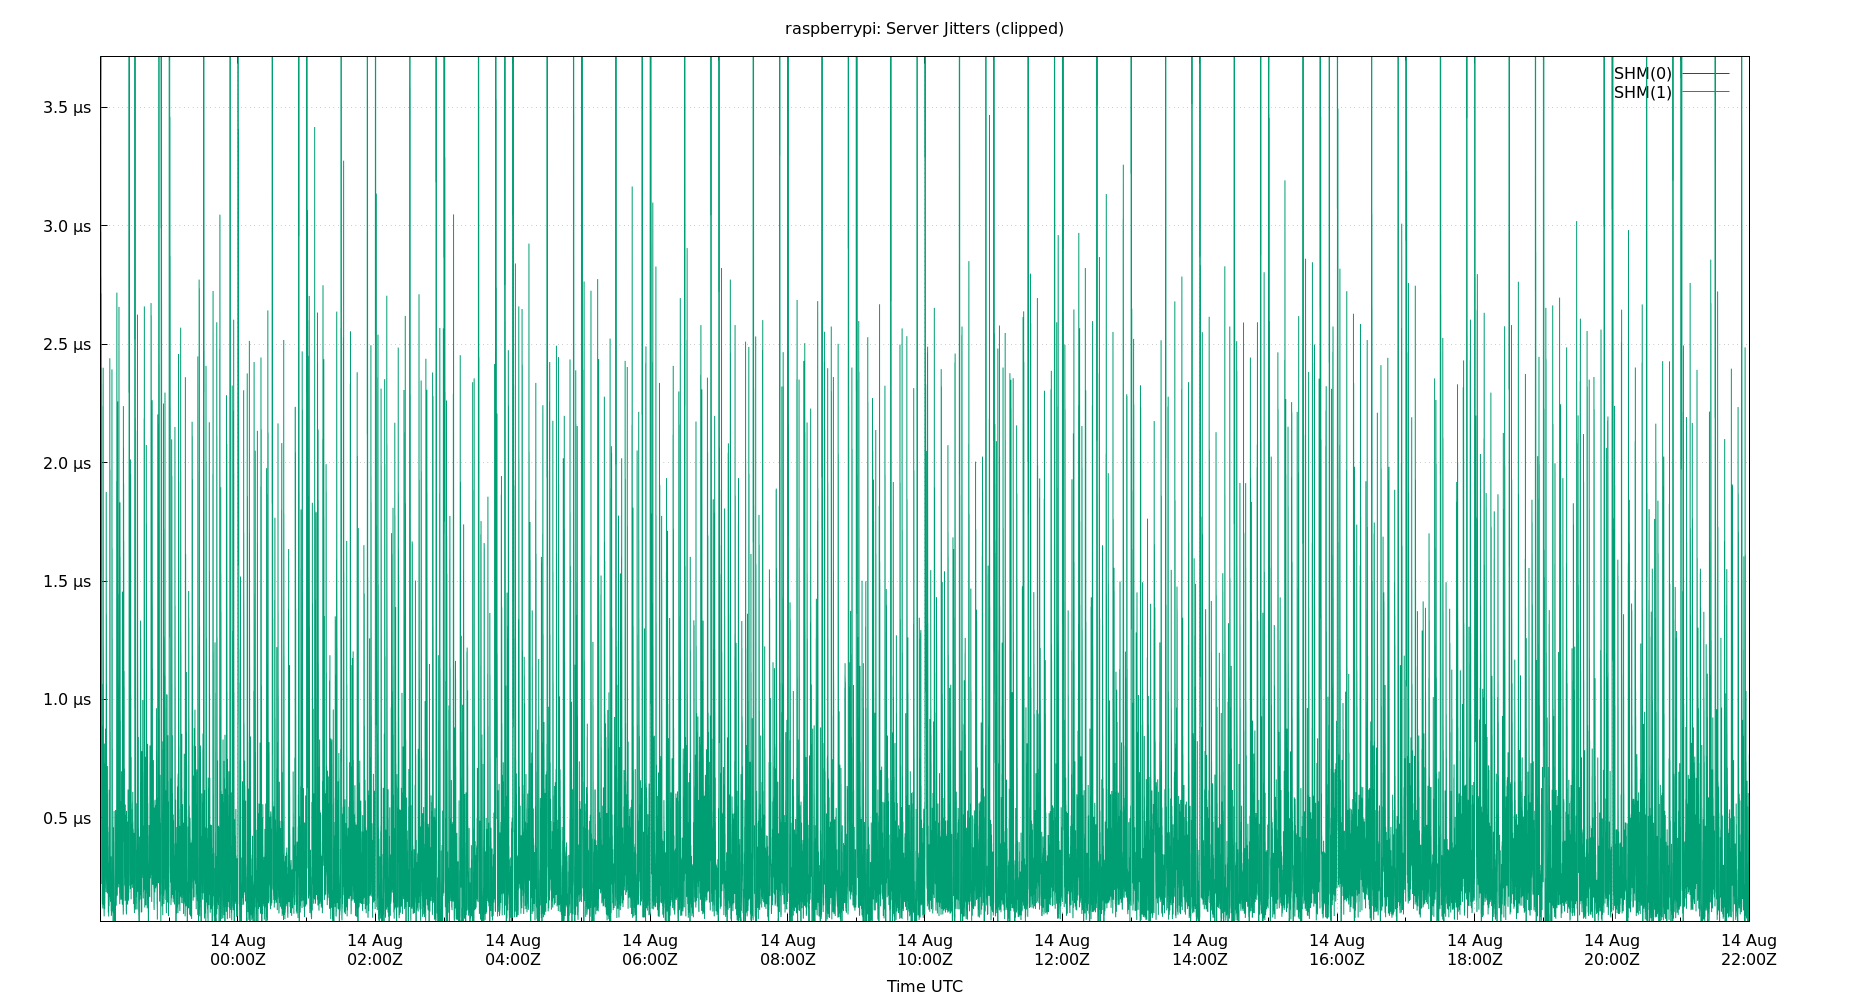 raspberrypi: Server Jitters (clipped)
SHM(0)
SHM(1)
3.5 µs
3.0 µs
2.5 µs
2.0 µs
1.5 µs
1.0 µs
0.5 µs
14 Aug 14 Aug 14 Aug 14 Aug 14 Aug 14 Aug 14 Aug 14 Aug 14 Aug 14 Aug 14 Aug 14 Aug
00:00Z 02:00Z 04:00Z 06:00Z 08:00Z 10:00Z 12:00Z 14:00Z 16:00Z 18:00Z 20:00Z 22:00Z
Time UTC